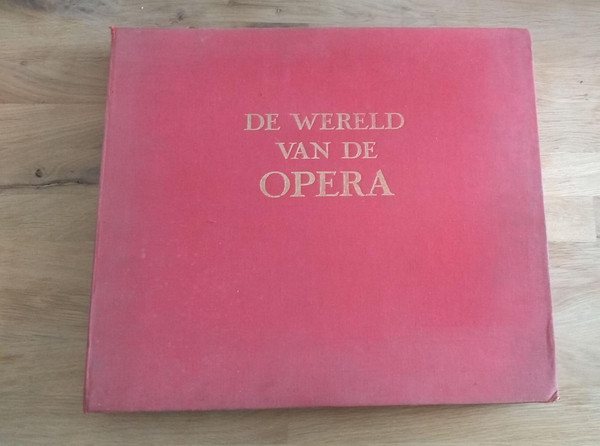 DE WERELD
VAN DE
OPERA